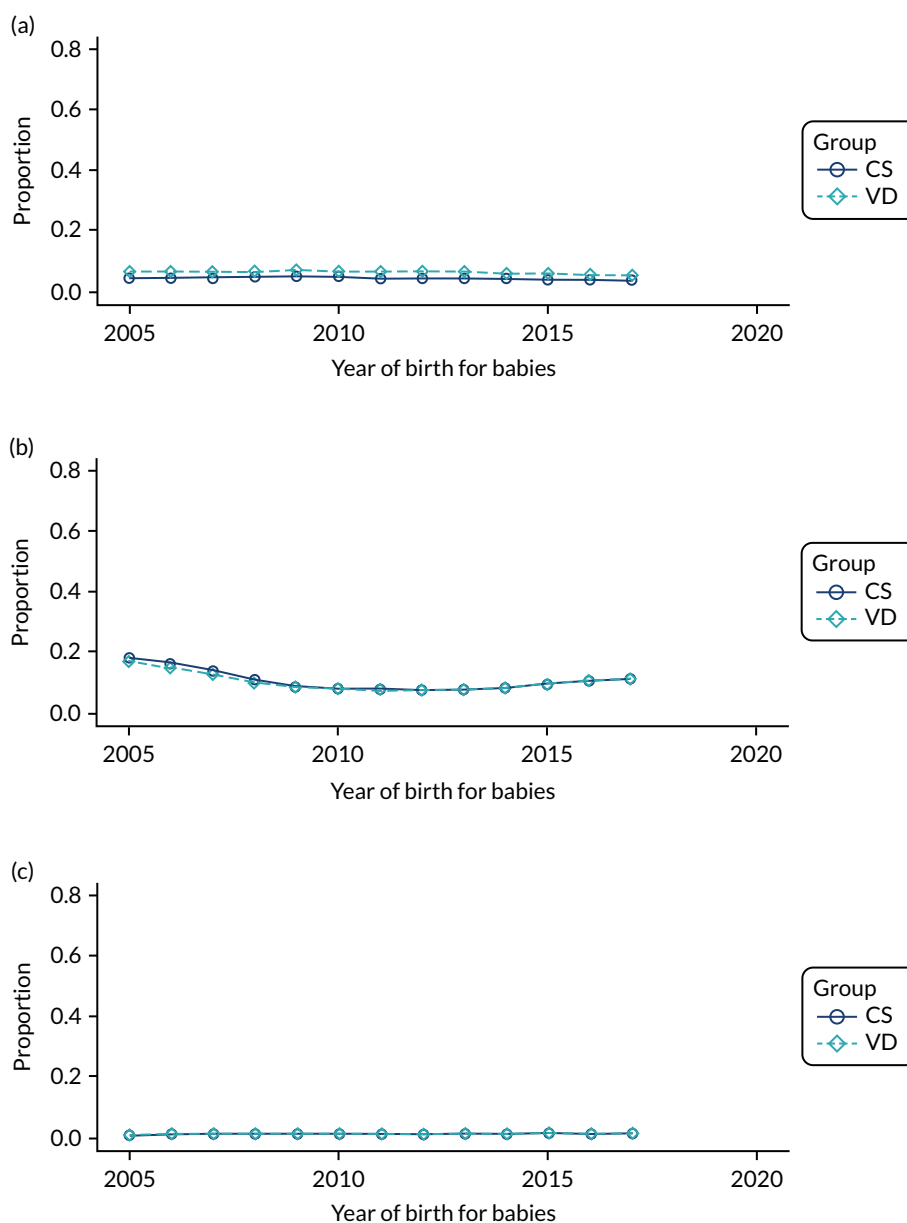 (a)
0.8
0.6
0.4
0.2
0.0
Proportion
2005 2010 2015 2020
Year of birth for babies
Group
CS
VD
(b)
0.8
0.6
0.4
0.2
0.0
Proportion
2005 2010 2015 2020
Year of birth for babies
Group
CS
VD
(c)
0.8
0.6
0.4
0.2
0.0
Proportion
2005 2010 2015 2020
Year of birth for babies
Group
CS
VD